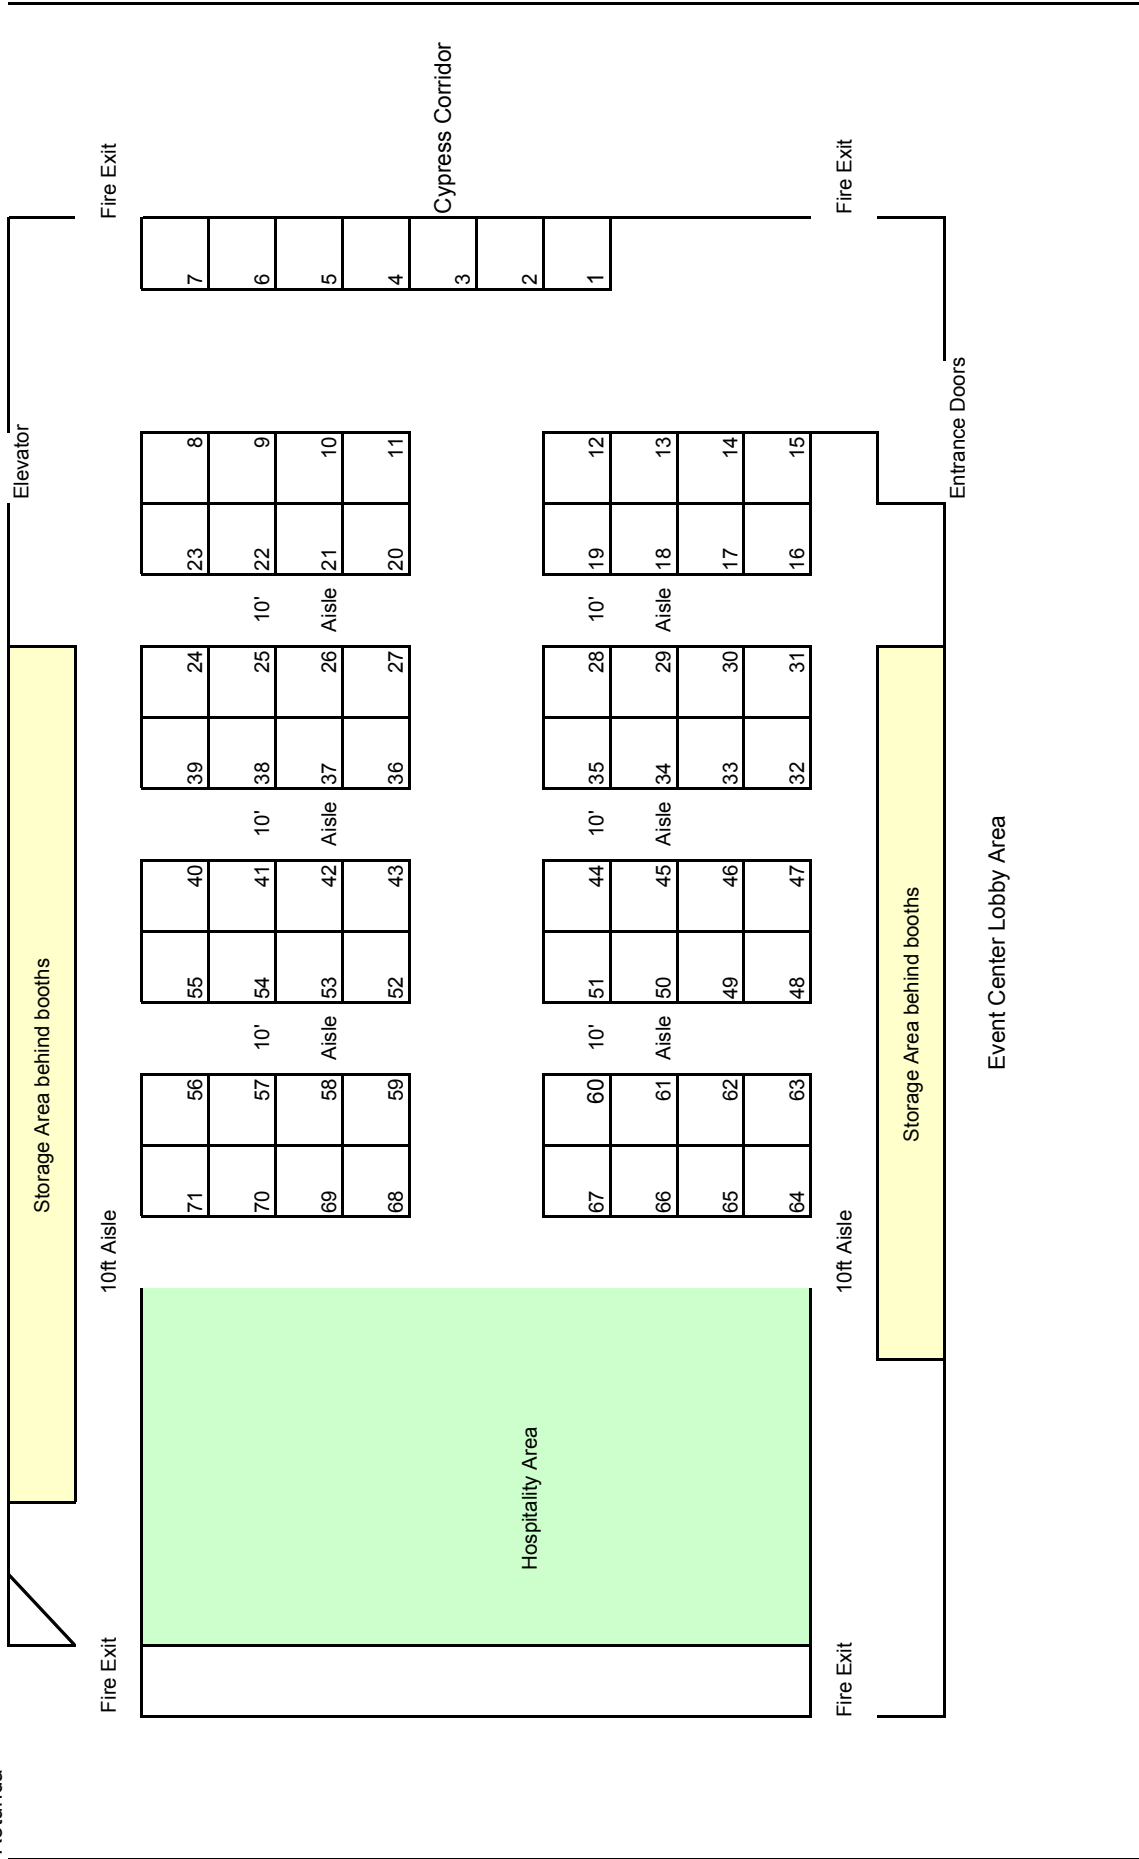 Elevator
Storage Area behind booths
Fire Exit 10ft Aisle Fire Exit
71 56 55 40 39 24 23 8 7
70 57 10' 54 41 10' 38 25 10' 22 9 6
69 58 Aisle 53 42 Aisle 37 26 Aisle 21 10 5
68 59 52 43 36 27 20 11 4
Cypress Corridor
3
Hospitality Area 2
67 60 10' 51 44 10' 35 28 10' 19 12 1
66 61 Aisle 50 45 Aisle 34 29 Aisle 18 13
65 62 49 46 33 30 17 14
64 63 48 47 32 31 16 15
Fire Exit 10ft Aisle Fire Exit
Storage Area behind booths
Entrance Doors
Event Center Lobby Area